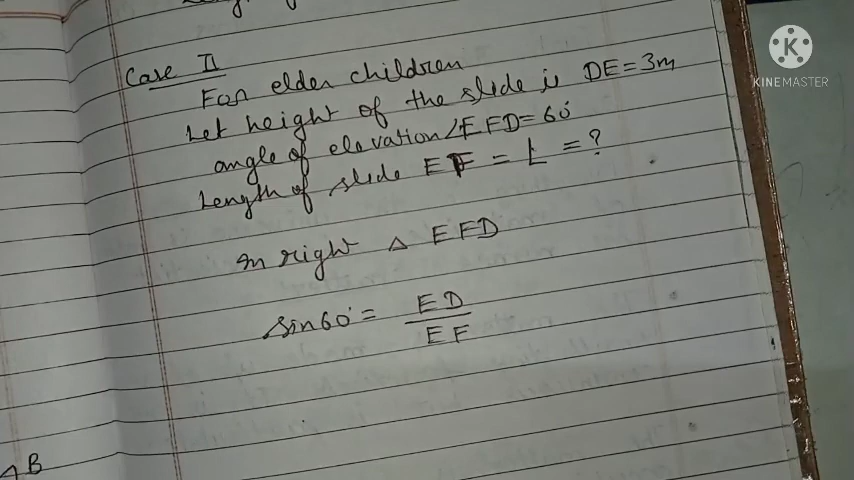 Case II
For elder children
Let height of the slide is DE = 3m
angle of elevation ∠EFD = 60°
Length of slide EF = L = ?
In right △ EFD
sin60° = ED / EF
B
K
KINEMASTER